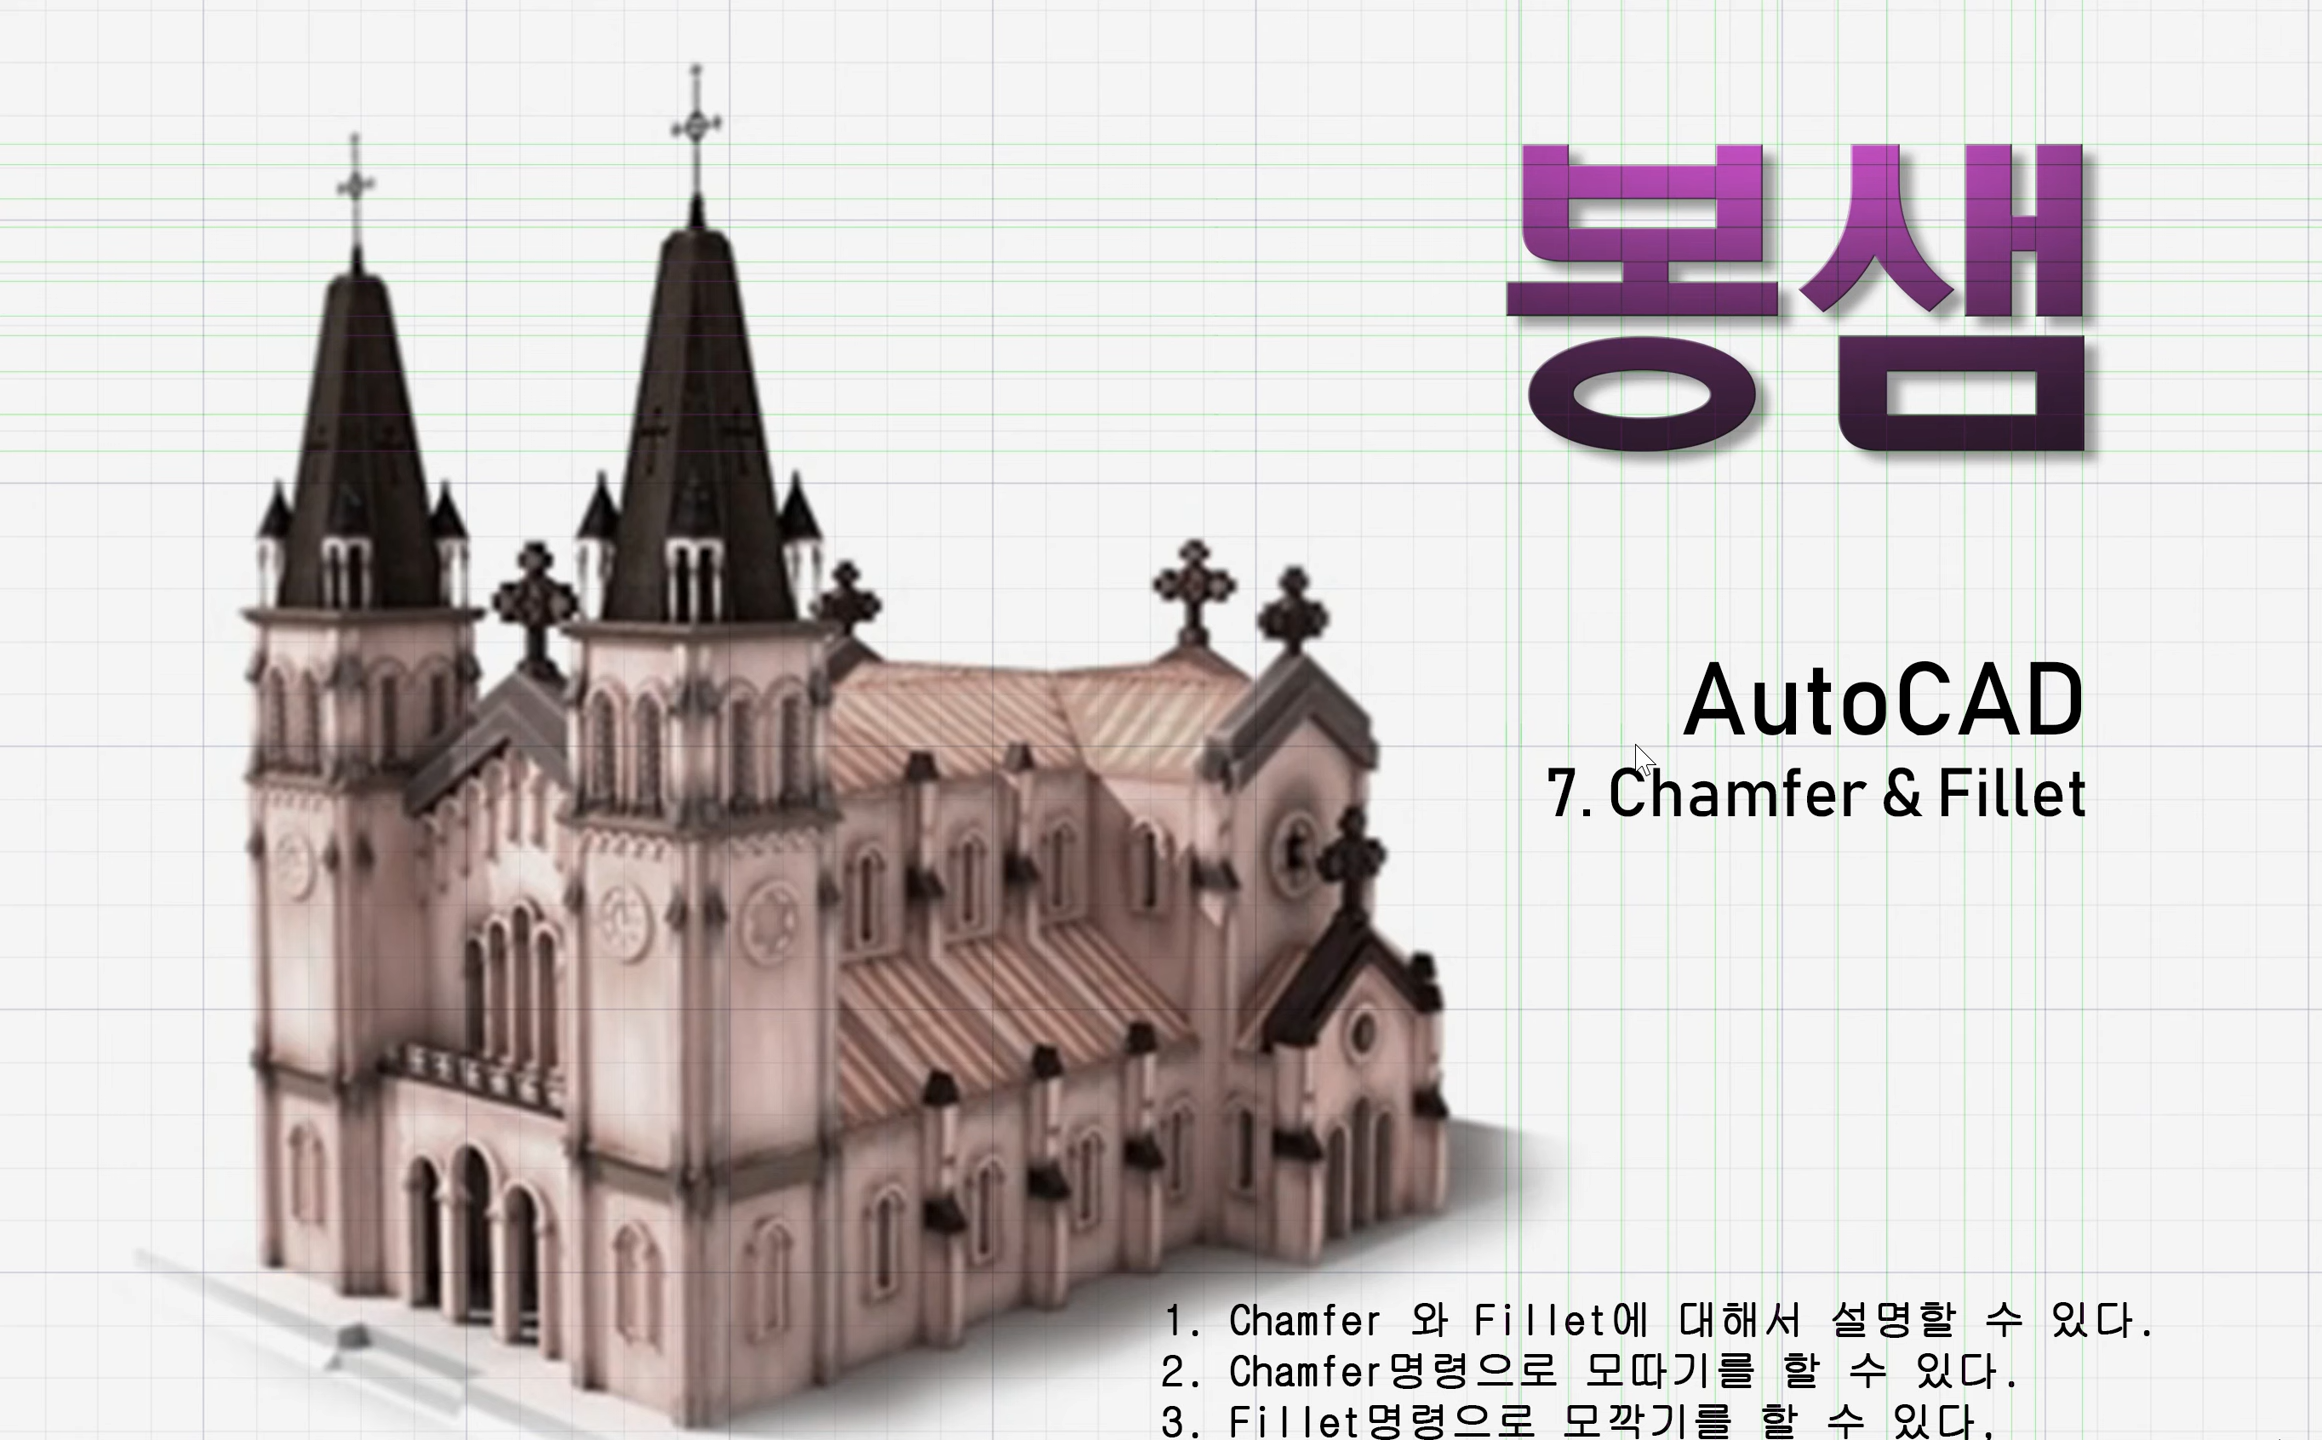 봉샘
AutoCAD
7. Chamfer & Fillet
1. Chamfer 와 Fillet에 대해서 설명할 수 있다.
2. Chamfer명령으로 모따기를 할 수 있다.
3. Fillet명령으로 모깍기를 할 수 있다.